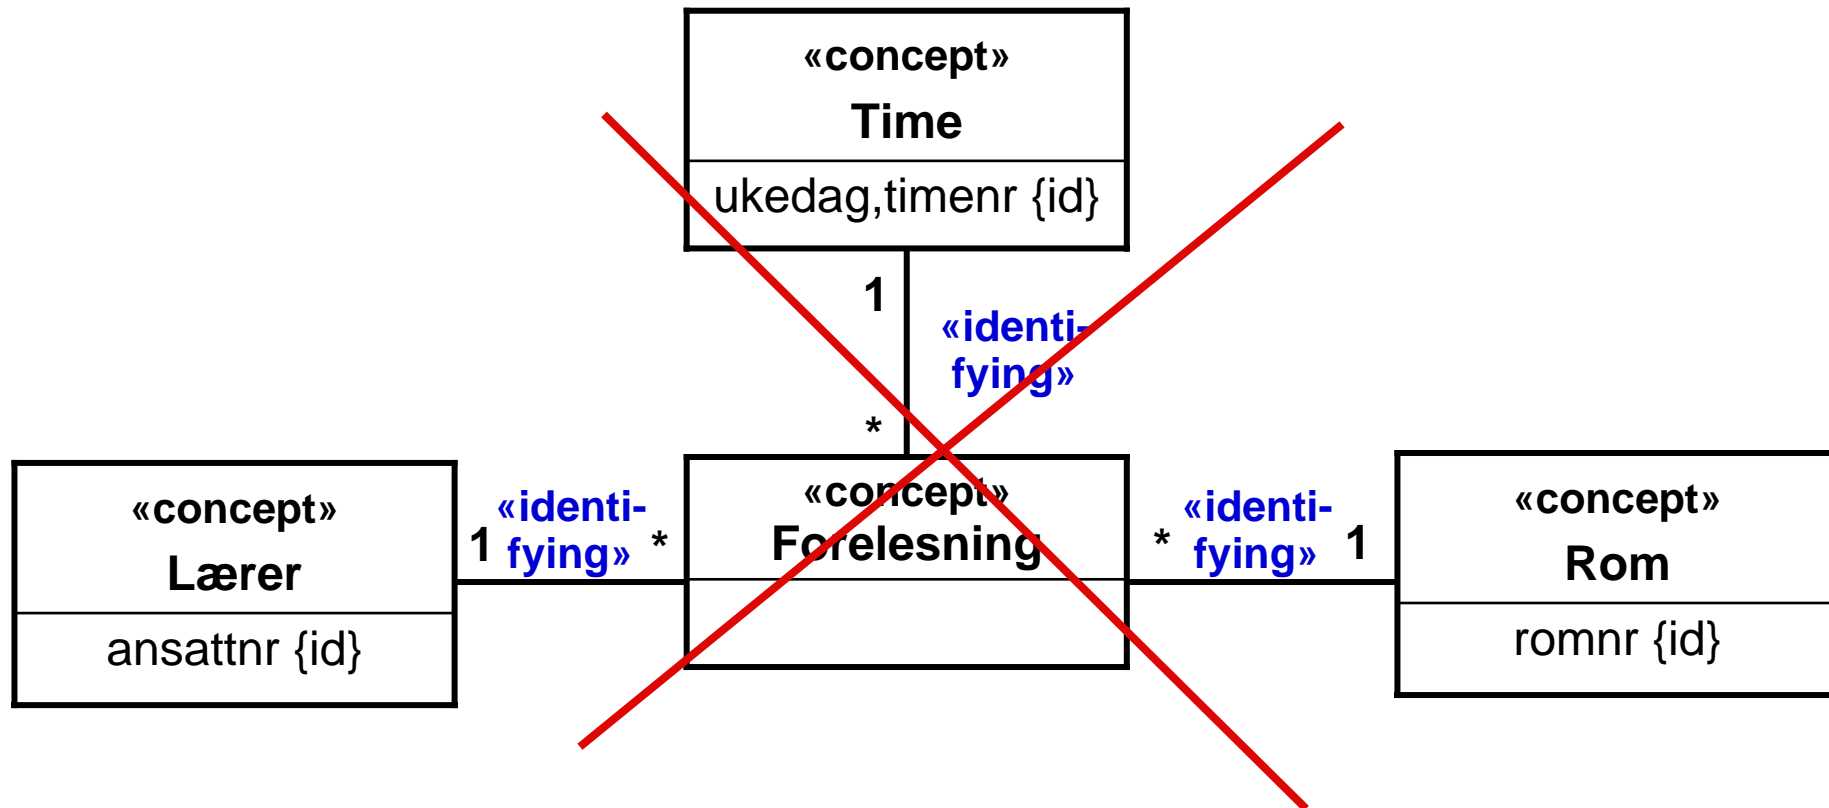 «concept»
Time
ukedag,timenr {id}
1
«identi-
fying»
*
«concept»
Lærer
ansattnr {id}
1
«identi-
fying»
*
«concept»
Forelesning
*
«identi-
fying»
1
«concept»
Rom
romnr {id}